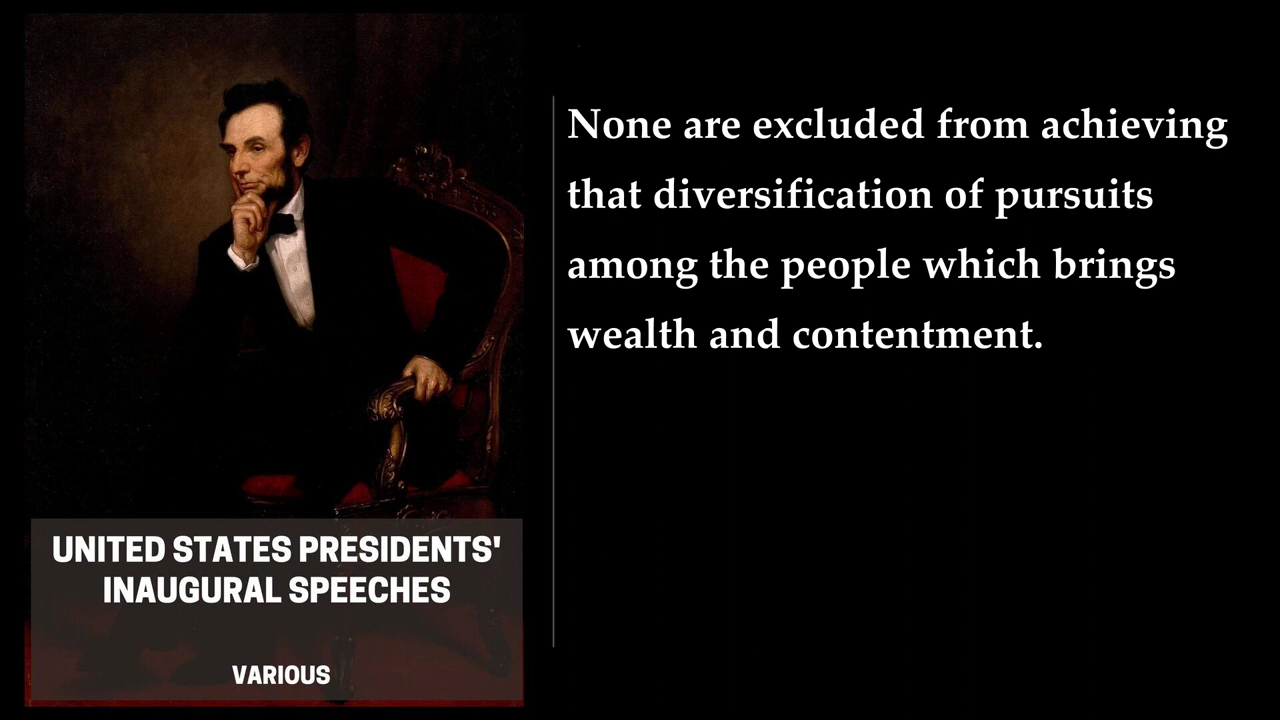 None are excluded from achieving
that diversification of pursuits
among the people which brings
wealth and contentment.
UNITED STATES PRESIDENTS'
INAUGURAL SPEECHES
VARIOUS